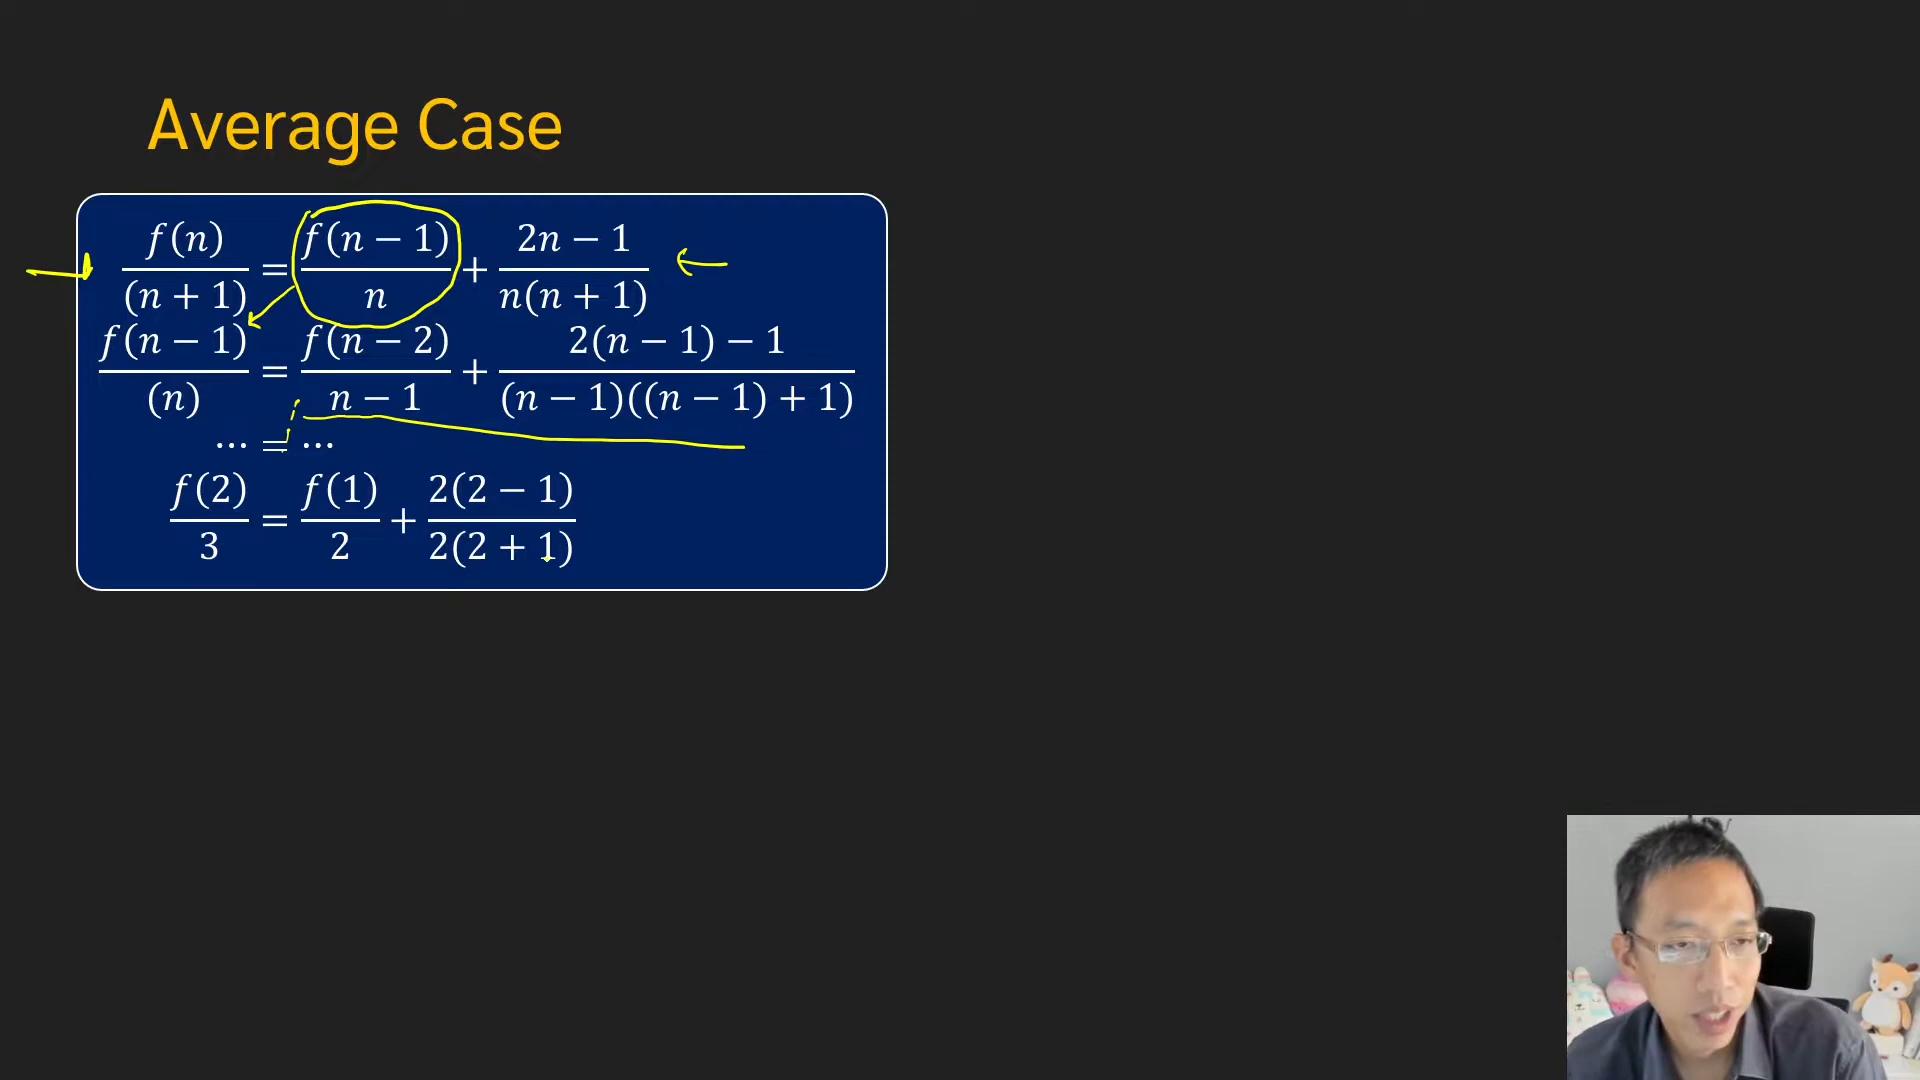 Average Case
f(n)/(n + 1) = f(n − 1)/n + (2n − 1)/(n(n + 1))
f(n − 1)/(n) = f(n − 2)/(n − 1) + (2(n − 1) − 1)/((n − 1)((n − 1) + 1))
… = …
f(2)/3 = f(1)/2 + 2(2 − 1)/(2(2 + 1))